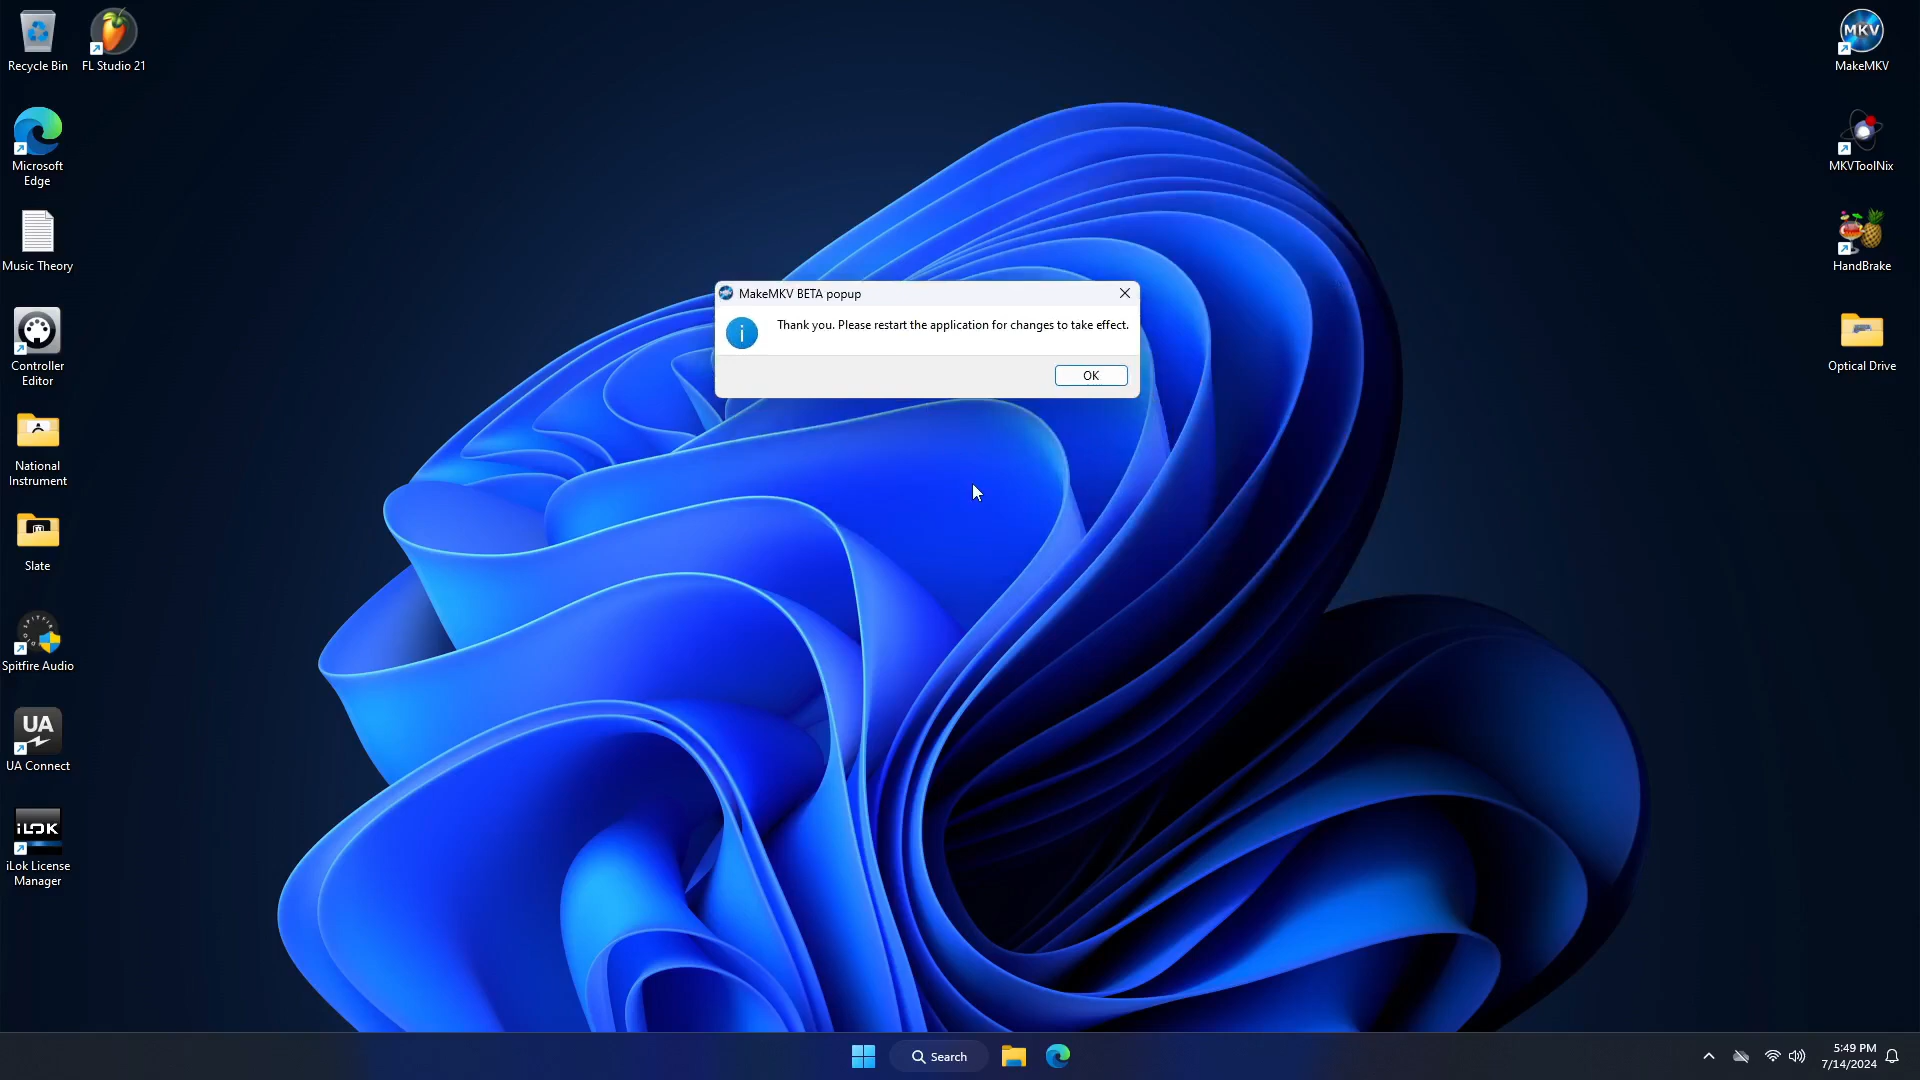 Recycle Bin
FL Studio 21
Microsoft
Edge
Music Theory
Controller
Editor
National
Instrument
Slate
SPITFIRE
AUDIO
Spitfire Audio
UA
UA Connect
iLOK
iLok License
Manager
MakeMKV BETA popup
i
Thank you. Please restart the application for changes to take effect.
OK
MKV
MakeMKV
MKVToolNix
HandBrake
Optical Drive
Search
5:49 PM
7/14/2024